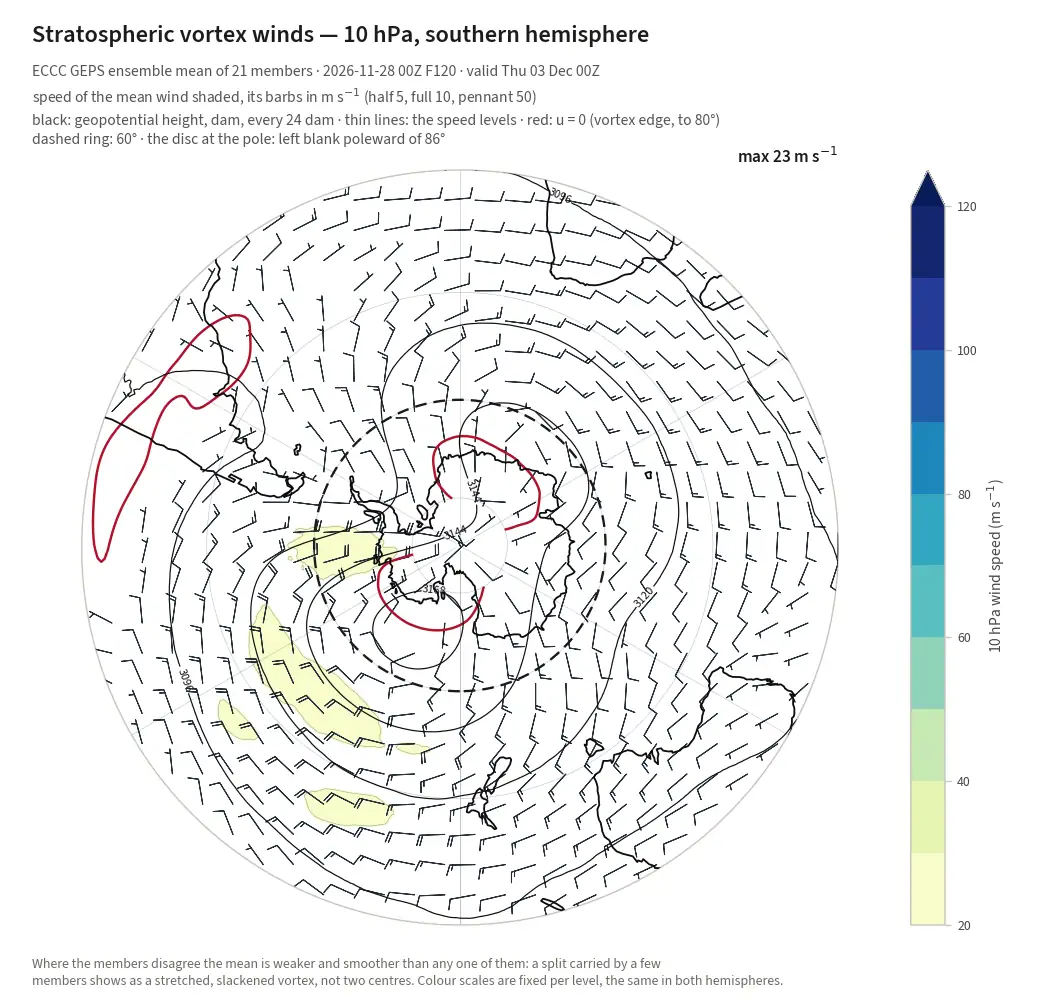 Stratospheric vortex winds — 10 hPa, southern hemisphere
ECCC GEPS ensemble mean of 21 members · 2026-11-28 00Z F120 · valid Thu 03 Dec 00Z
speed of the mean wind shaded, its barbs in m s⁻¹ (half 5, full 10, pennant 50)
black: geopotential height, dam, every 24 dam · thin lines: the speed levels · red: u = 0 (vortex edge, to 80°)
dashed ring: 60° · the disc at the pole: left blank poleward of 86°
max 23 m s⁻¹
3096
3144
3144
3168
3120
3096
120
100
80
60
40
20
10 hPa wind speed (m s⁻¹)
Where the members disagree the mean is weaker and smoother than any one of them: a split carried by a few
members shows as a stretched, slackened vortex, not two centres. Colour scales are fixed per level, the same in both hemispheres.